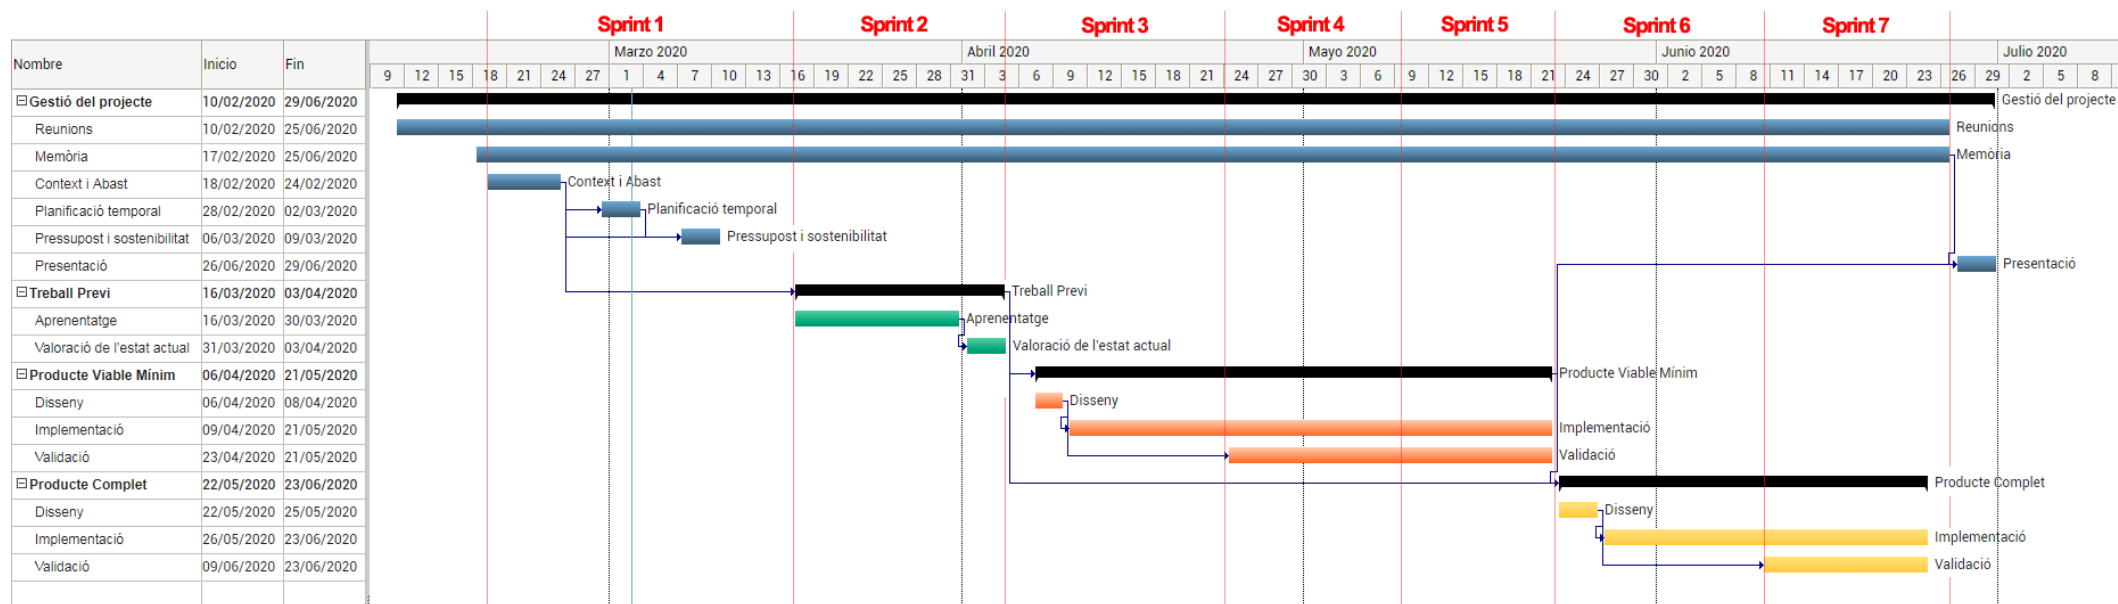 Sprint 1 Sprint 2 Sprint 3 Sprint 4 Sprint 5 Sprint 6 Sprint 7
Nombre Inicio Fin Marzo 2020 Abril 2020 Mayo 2020 Junio 2020 Julio 2020
9 12 15 18 21 24 27 1 4 7 10 13 16 19 22 25 28 31 3 6 9 12 15 18 21 24 27 30 3 6 9 12 15 18 21 24 27 30 2 5 8 11 14 17 20 23 26 29 2 5 8
Gestió del projecte 10/02/2020 29/06/2020 Gestió del projecte
Reunions 10/02/2020 25/06/2020 Reunions
Memòria 17/02/2020 25/06/2020 Memòria
Context i Abast 18/02/2020 24/02/2020 Context i Abast
Planificació temporal 28/02/2020 02/03/2020 Planificació temporal
Pressupost i sostenibilitat 06/03/2020 09/03/2020 Pressupost i sostenibilitat
Presentació 26/06/2020 29/06/2020 Presentació
Treball Previ 16/03/2020 03/04/2020 Treball Previ
Aprenentatge 16/03/2020 30/03/2020 Aprenentatge
Valoració de l'estat actual 31/03/2020 03/04/2020 Valoració de l'estat actual
Producte Viable Mínim 06/04/2020 21/05/2020 Producte Viable Mínim
Disseny 06/04/2020 08/04/2020 Disseny
Implementació 09/04/2020 21/05/2020 Implementació
Validació 23/04/2020 21/05/2020 Validació
Producte Complet 22/05/2020 23/06/2020 Producte Complet
Disseny 22/05/2020 25/05/2020 Disseny
Implementació 26/05/2020 23/06/2020 Implementació
Validació 09/06/2020 23/06/2020 Validació